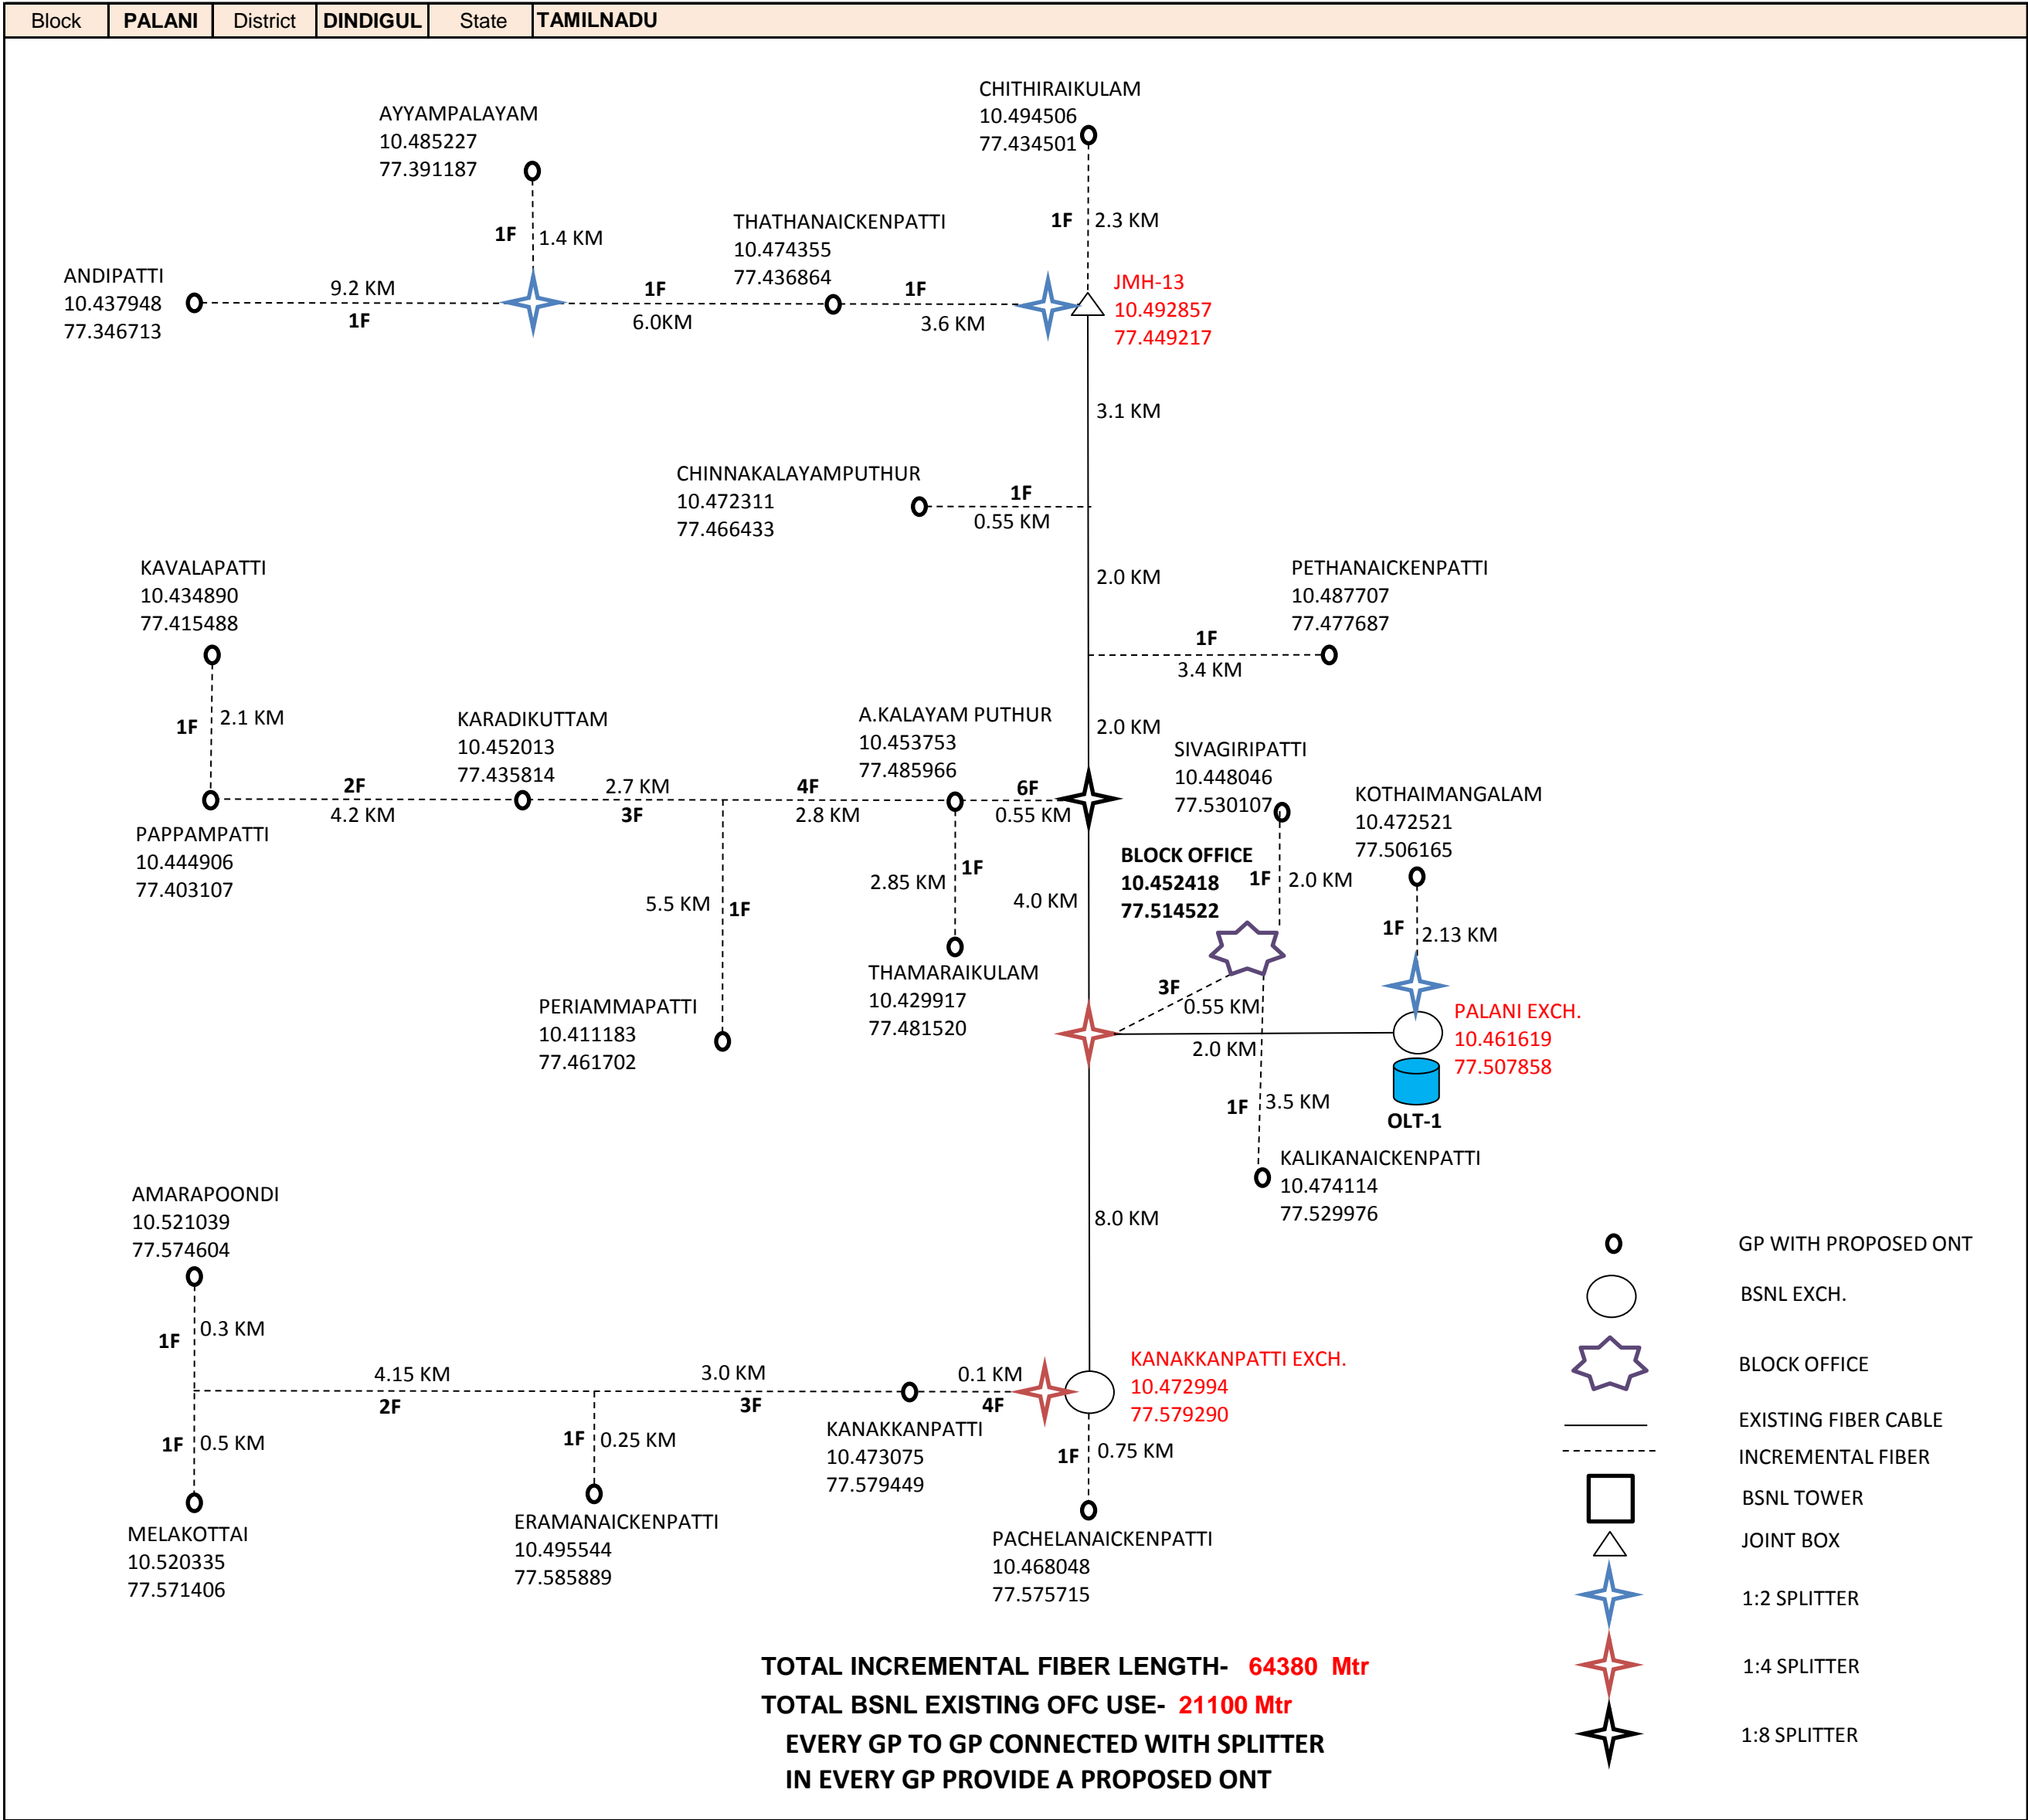 Block PALANI District DINDIGUL State TAMILNADU
CHITHIRAIKULAM
10.494506
77.434501
AYYAMPALAYAM
10.485227
77.391187
1F 2.3 KM
THATHANAICKENPATTI
10.474355
77.436864
1F 1.4 KM
ANDIPATTI
10.437948
77.346713
9.2 KM
1F
1F
6.0KM
1F
3.6 KM
JMH-13
10.492857
77.449217
3.1 KM
CHINNAKALAYAMPUTHUR
10.472311
77.466433
1F
0.55 KM
2.0 KM
KAVALAPATTI
10.434890
77.415488
PETHANAICKENPATTI
10.487707
77.477687
1F
3.4 KM
1F 2.1 KM
KARADIKUTTAM
10.452013
77.435814
A.KALAYAM PUTHUR
10.453753
77.485966
2.0 KM
SIVAGIRIPATTI
10.448046
77.530107
2F
4.2 KM
2.7 KM
3F
4F
2.8 KM
6F
0.55 KM
KOTHAIMANGALAM
10.472521
77.506165
PAPPAMPATTI
10.444906
77.403107
BLOCK OFFICE
10.452418
77.514522
1F 2.0 KM
5.5 KM 1F
2.85 KM 1F
4.0 KM
1F 2.13 KM
THAMARAIKULAM
10.429917
77.481520
3F
0.55 KM
PERIAMMAPATTI
10.411183
77.461702
PALANI EXCH.
10.461619
77.507858
2.0 KM
1F 3.5 KM
OLT-1
KALIKANAICKENPATTI
10.474114
77.529976
AMARAPOONDI
10.521039
77.574604
8.0 KM
1F 0.3 KM
4.15 KM
2F
3.0 KM
3F
0.1 KM
4F
KANAKKANPATTI EXCH.
10.472994
77.579290
1F 0.5 KM
1F 0.25 KM
KANAKKANPATTI
10.473075
77.579449
1F 0.75 KM
MELAKOTTAI
10.520335
77.571406
ERAMANAICKENPATTI
10.495544
77.585889
PACHELANAICKENPATTI
10.468048
77.575715
GP WITH PROPOSED ONT
BSNL EXCH.
BLOCK OFFICE
EXISTING FIBER CABLE
INCREMENTAL FIBER
BSNL TOWER
JOINT BOX
1:2 SPLITTER
1:4 SPLITTER
1:8 SPLITTER
TOTAL INCREMENTAL FIBER LENGTH- 64380 Mtr
TOTAL BSNL EXISTING OFC USE- 21100 Mtr
EVERY GP TO GP CONNECTED WITH SPLITTER
IN EVERY GP PROVIDE A PROPOSED ONT